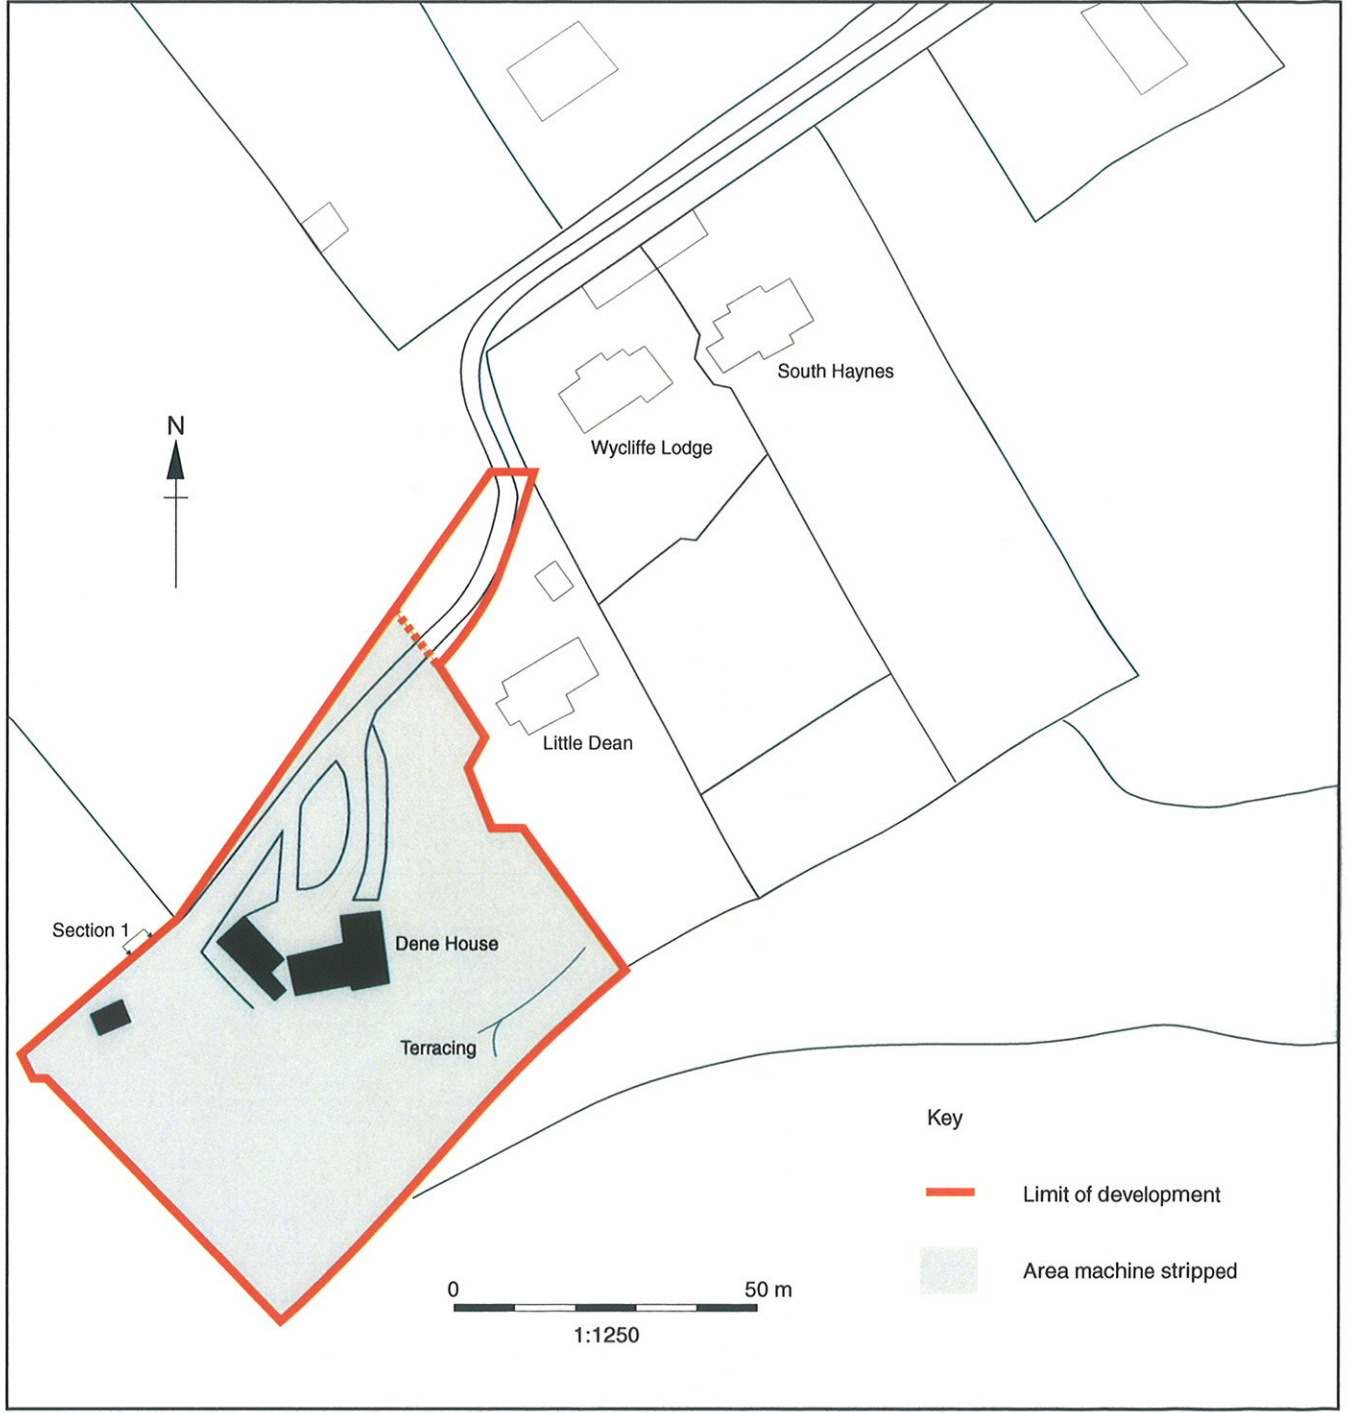 South Haynes
N
Wycliffe Lodge
Little Dean
Section 1
Dene House
Terracing
Key
Limit of development
Area machine stripped
0 50 m
1:1250